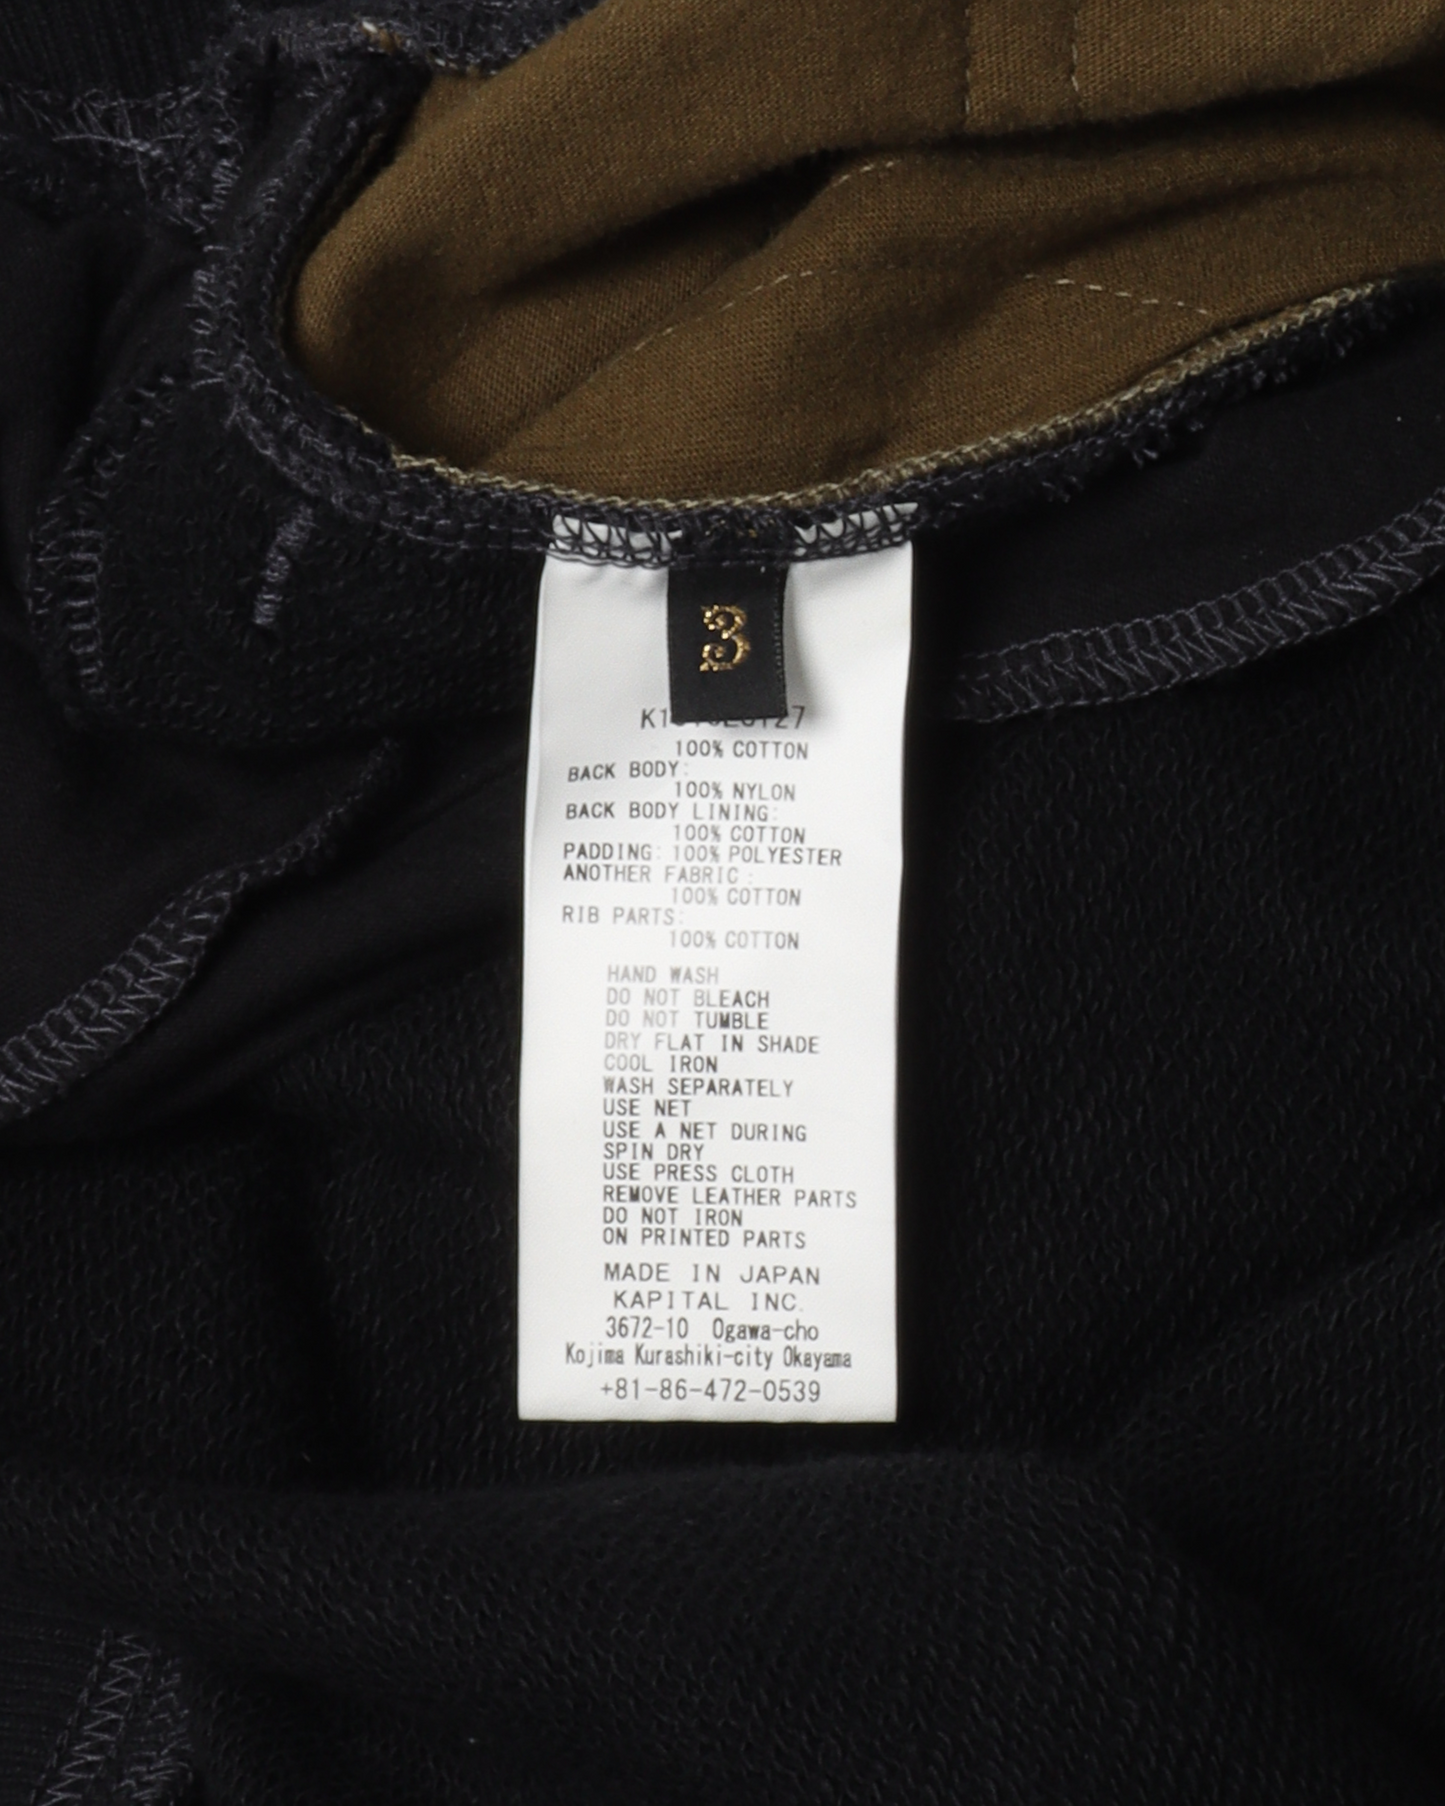 3
100% COTTON
BACK BODY:
100% NYLON
BACK BODY LINING:
100% COTTON
PADDING: 100% POLYESTER
ANOTHER FABRIC :
100% COTTON
RIB PARTS:
100% COTTON
HAND WASH
DO NOT BLEACH
DO NOT TUMBLE
DRY FLAT IN SHADE
COOL IRON
WASH SEPARATELY
USE NET
USE A NET DURING
SPIN DRY
USE PRESS CLOTH
REMOVE LEATHER PARTS
DO NOT IRON
ON PRINTED PARTS
MADE IN JAPAN
KAPITAL INC.
3672-10 Ogawa-cho
Kojima Kurashiki-city Okayama
+81-86-472-0539